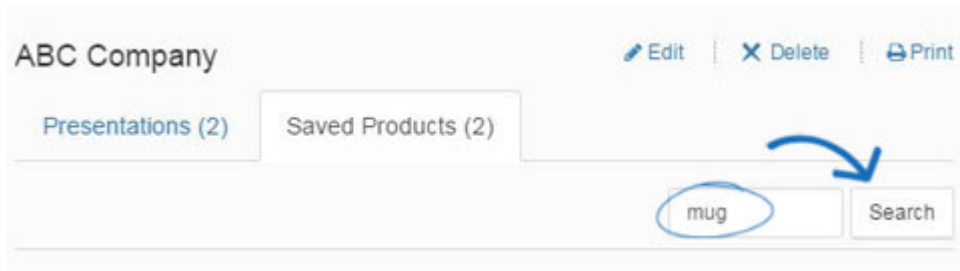 ABC Company
Edit
Delete
Print
Presentations (2)
Saved Products (2)
mug
Search